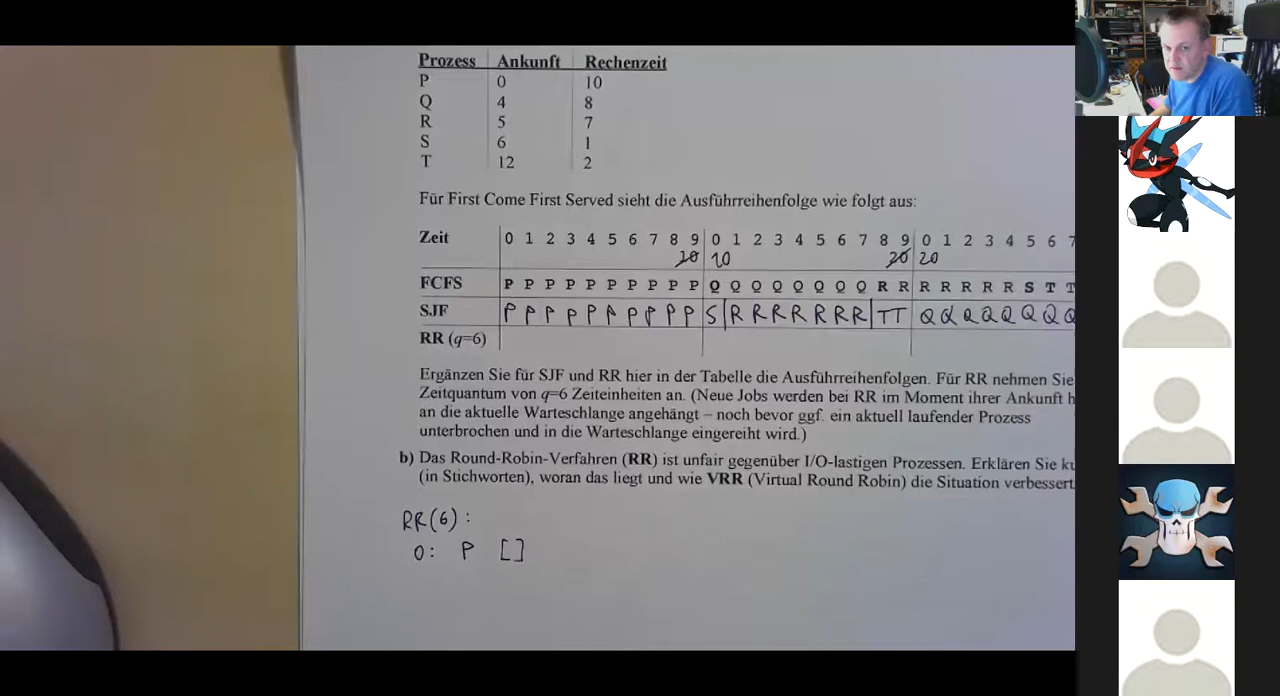 Prozess Ankunft Rechenzeit
P 0 10
Q 4 8
R 5 7
S 6 1
T 12 2
Für First Come First Served sieht die Ausführreihenfolge wie folgt aus:
Zeit 0 1 2 3 4 5 6 7 8 9 0 1 2 3 4 5 6 7 8 9 0 1 2 3 4 5 6 7
10 10 20 20
FCFS P P P P P P P P P P Q Q Q Q Q Q Q Q R R R R R R R S T T
SJF P P P P P P P P P P S R R R R R R R T T Q Q Q Q Q Q Q Q
RR (q=6)
Ergänzen Sie für SJF und RR hier in der Tabelle die Ausführreihenfolgen. Für RR nehmen Sie
Zeitquantum von q=6 Zeiteinheiten an. (Neue Jobs werden bei RR im Moment ihrer Ankunft h
an die aktuelle Warteschlange angehängt – noch bevor ggf. ein aktuell laufender Prozess
unterbrochen und in die Warteschlange eingereiht wird.)
b) Das Round-Robin-Verfahren (RR) ist unfair gegenüber I/O-lastigen Prozessen. Erklären Sie ku
(in Stichworten), woran das liegt und wie VRR (Virtual Round Robin) die Situation verbessert
RR(6):
0: P []